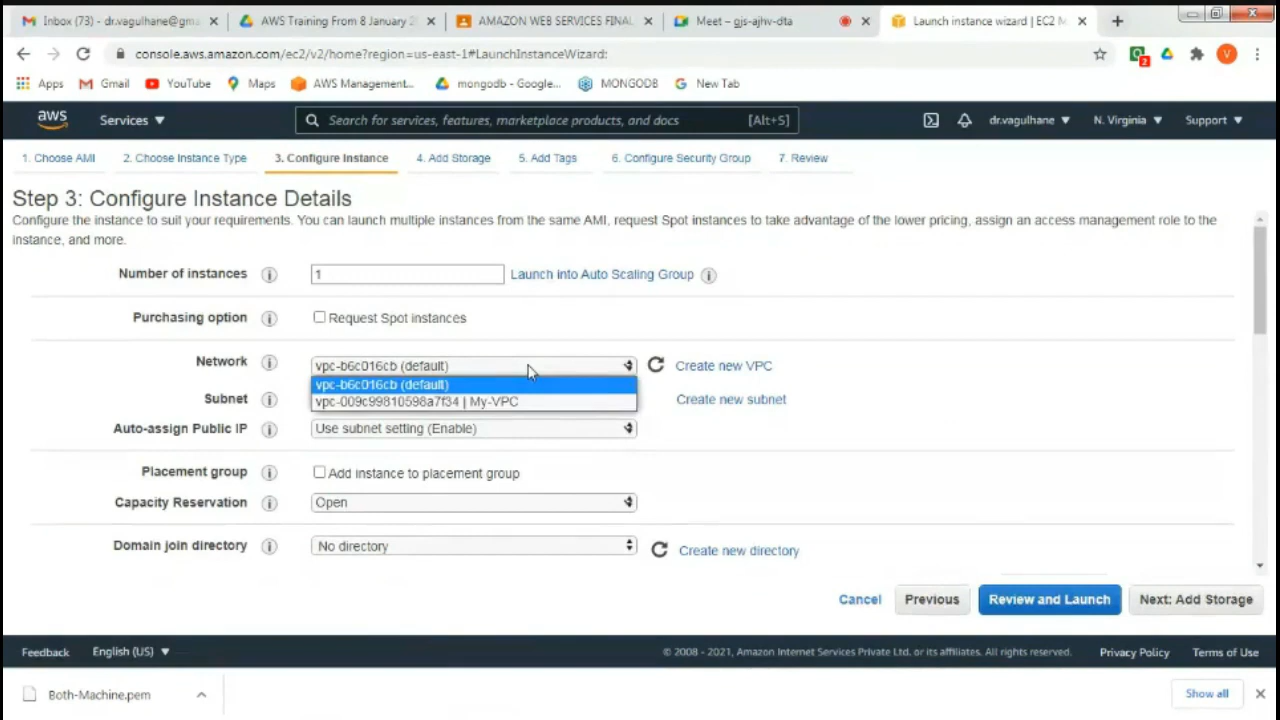 Inbox (73) - dr.vagulhane@gma
AWS Training From 8 January 2
AMAZON WEB SERVICES FINAL
Meet – gjs-ajhv-dta
Launch instance wizard | EC2 M
console.aws.amazon.com/ec2/v2/home?region=us-east-1#LaunchInstanceWizard:
2
V
Apps
Gmail
YouTube
Maps
AWS Management...
mongodb - Google...
MONGODB
New Tab
aws
Services
Search for services, features, marketplace products, and docs
[Alt+S]
dr.vagulhane
N. Virginia
Support
1. Choose AMI
2. Choose Instance Type
3. Configure Instance
4. Add Storage
5. Add Tags
6. Configure Security Group
7. Review
Step 3: Configure Instance Details
Configure the instance to suit your requirements. You can launch multiple instances from the same AMI, request Spot instances to take advantage of the lower pricing, assign an access management role to the
instance, and more.
Number of instances
1
Launch into Auto Scaling Group
Purchasing option
Request Spot instances
Network
vpc-b6c016cb (default)
Create new VPC
vpc-b6c016cb (default)
Subnet
vpc-009c99810598a7f34 | My-VPC
Create new subnet
Auto-assign Public IP
Use subnet setting (Enable)
Placement group
Add instance to placement group
Capacity Reservation
Open
Domain join directory
No directory
Create new directory
Cancel
Previous
Review and Launch
Next: Add Storage
Feedback
English (US)
© 2008 - 2021, Amazon Internet Services Private Ltd. or its affiliates. All rights reserved.
Privacy Policy
Terms of Use
Both-Machine.pem
Show all